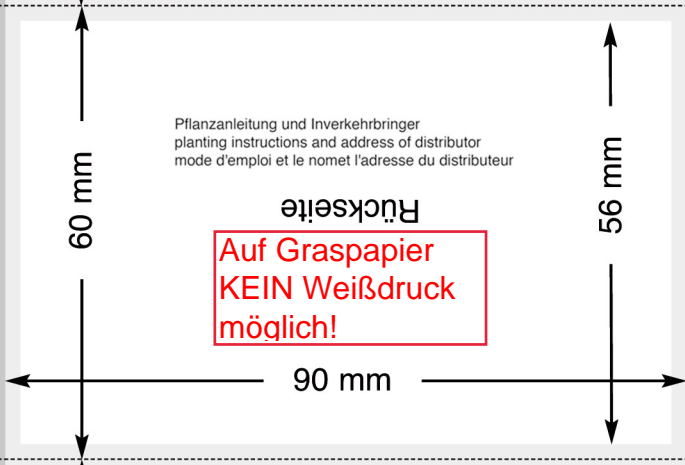 Pflanzanleitung und Inverkehrbringer
planting instructions and address of distributor
mode d'emploi et le nomet l'adresse du distributeur
60 mm
56 mm
Rückseite
Auf Graspapier
KEIN Weißdruck
möglich!
90 mm